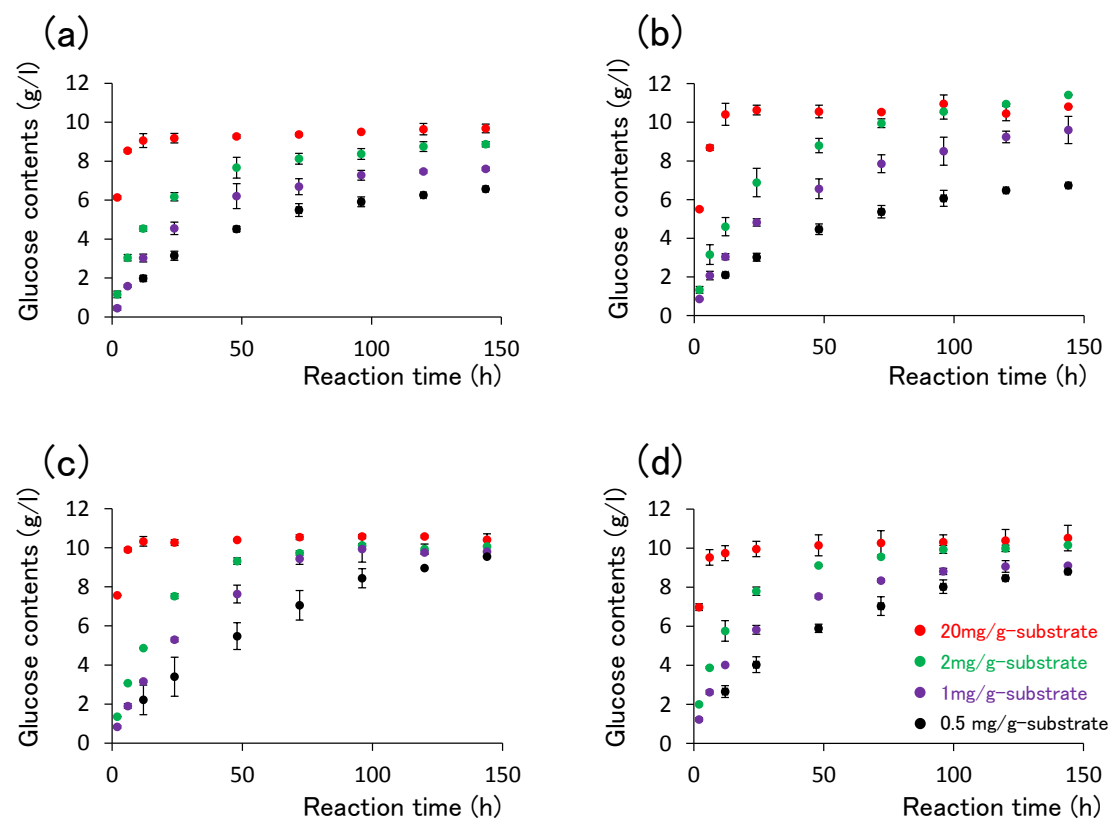 (a)
Glucose contents (g/l)
12
10
8
6
4
2
0
0 50 100 150
Reaction time (h)
(b)
Glucose contents (g/l)
12
10
8
6
4
2
0
0 50 100 150
Reaction time (h)
(c)
Glucose contents (g/l)
12
10
8
6
4
2
0
0 50 100 150
Reaction time (h)
(d)
Glucose contents (g/l)
12
10
8
6
4
2
0
0 50 100 150
Reaction time (h)
20mg/g-substrate
2mg/g-substrate
1mg/g-substrate
0.5 mg/g-substrate